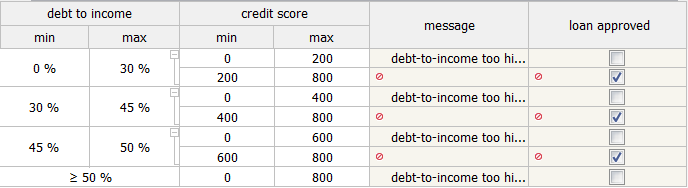 debt to income credit score message loan approved
min max min max
0 % 30 % 0 200 debt-to-income too hi...
200 800
30 % 45 % 0 400 debt-to-income too hi...
400 800
45 % 50 % 0 600 debt-to-income too hi...
600 800
≥ 50 % 0 800 debt-to-income too hi...